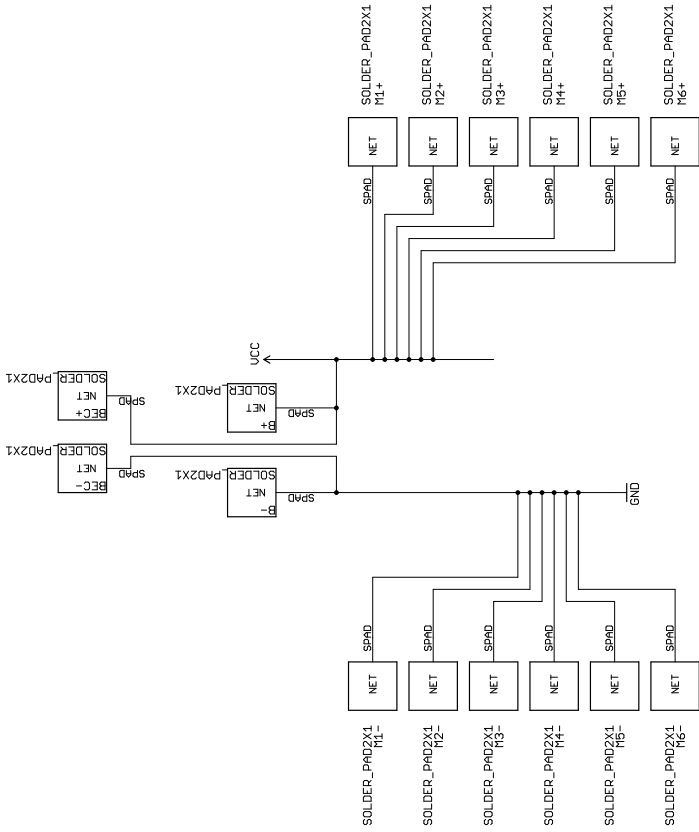 SOLDER_PAD2X1
M1+
SOLDER_PAD2X1
M2+
SOLDER_PAD2X1
M3+
SOLDER_PAD2X1
M4+
SOLDER_PAD2X1
M5+
SOLDER_PAD2X1
M6+
NET
NET
NET
NET
NET
NET
SPAD
SPAD
SPAD
SPAD
SPAD
SPAD
VCC
SOLDER_PAD2X1
NET
SPAD
BEC+
SOLDER_PAD2X1
NET
SPAD
B+
SOLDER_PAD2X1
NET
SPAD
BEC-
SOLDER_PAD2X1
NET
SPAD
B-
GND
SPAD
SPAD
SPAD
SPAD
SPAD
SPAD
NET
NET
NET
NET
NET
NET
SOLDER_PAD2X1
M1-
SOLDER_PAD2X1
M2-
SOLDER_PAD2X1
M3-
SOLDER_PAD2X1
M4-
SOLDER_PAD2X1
M5-
SOLDER_PAD2X1
M6-